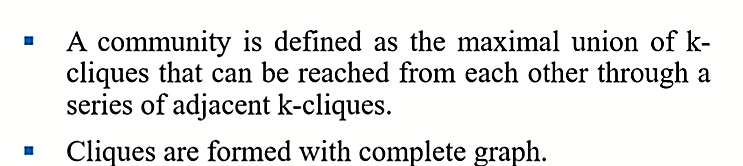 ▪ A community is defined as the maximal union of k-
cliques that can be reached from each other through a
series of adjacent k-cliques.
▪ Cliques are formed with complete graph.